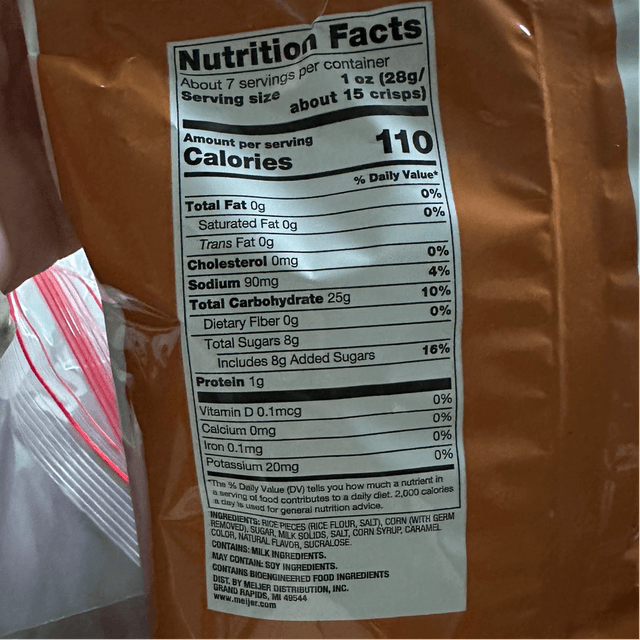 Nutrition Facts
About 7 servings per container
Serving size 1 oz (28g/
about 15 crisps)
Amount per serving
Calories 110
% Daily Value*
Total Fat 0g 0%
Saturated Fat 0g 0%
Trans Fat 0g
Cholesterol 0mg 0%
Sodium 90mg 4%
Total Carbohydrate 25g 10%
Dietary Fiber 0g 0%
Total Sugars 8g
Includes 8g Added Sugars 16%
Protein 1g
Vitamin D 0.1mcg 0%
Calcium 0mg 0%
Iron 0.1mg 0%
Potassium 20mg 0%
*The % Daily Value (DV) tells you how much a nutrient in
a serving of food contributes to a daily diet. 2,000 calories
a day is used for general nutrition advice.
INGREDIENTS: RICE PIECES (RICE FLOUR, SALT), CORN (WITH GERM
REMOVED), SUGAR, MILK SOLIDS, SALT, CORN SYRUP, CARAMEL
COLOR, NATURAL FLAVOR, SUCRALOSE.
CONTAINS: MILK INGREDIENTS.
MAY CONTAIN: SOY INGREDIENTS.
CONTAINS BIOENGINEERED FOOD INGREDIENTS
DIST. BY MEIJER DISTRIBUTION, INC.
GRAND RAPIDS, MI 49544
www.meijer.com